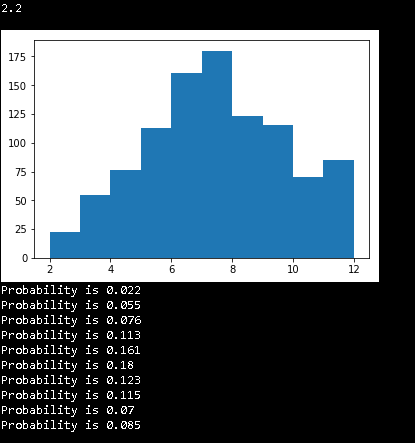 2.2
175
150
125
100
75
50
25
0
2 4 6 8 10 12
Probability is 0.022
Probability is 0.055
Probability is 0.076
Probability is 0.113
Probability is 0.161
Probability is 0.18
Probability is 0.123
Probability is 0.115
Probability is 0.07
Probability is 0.085